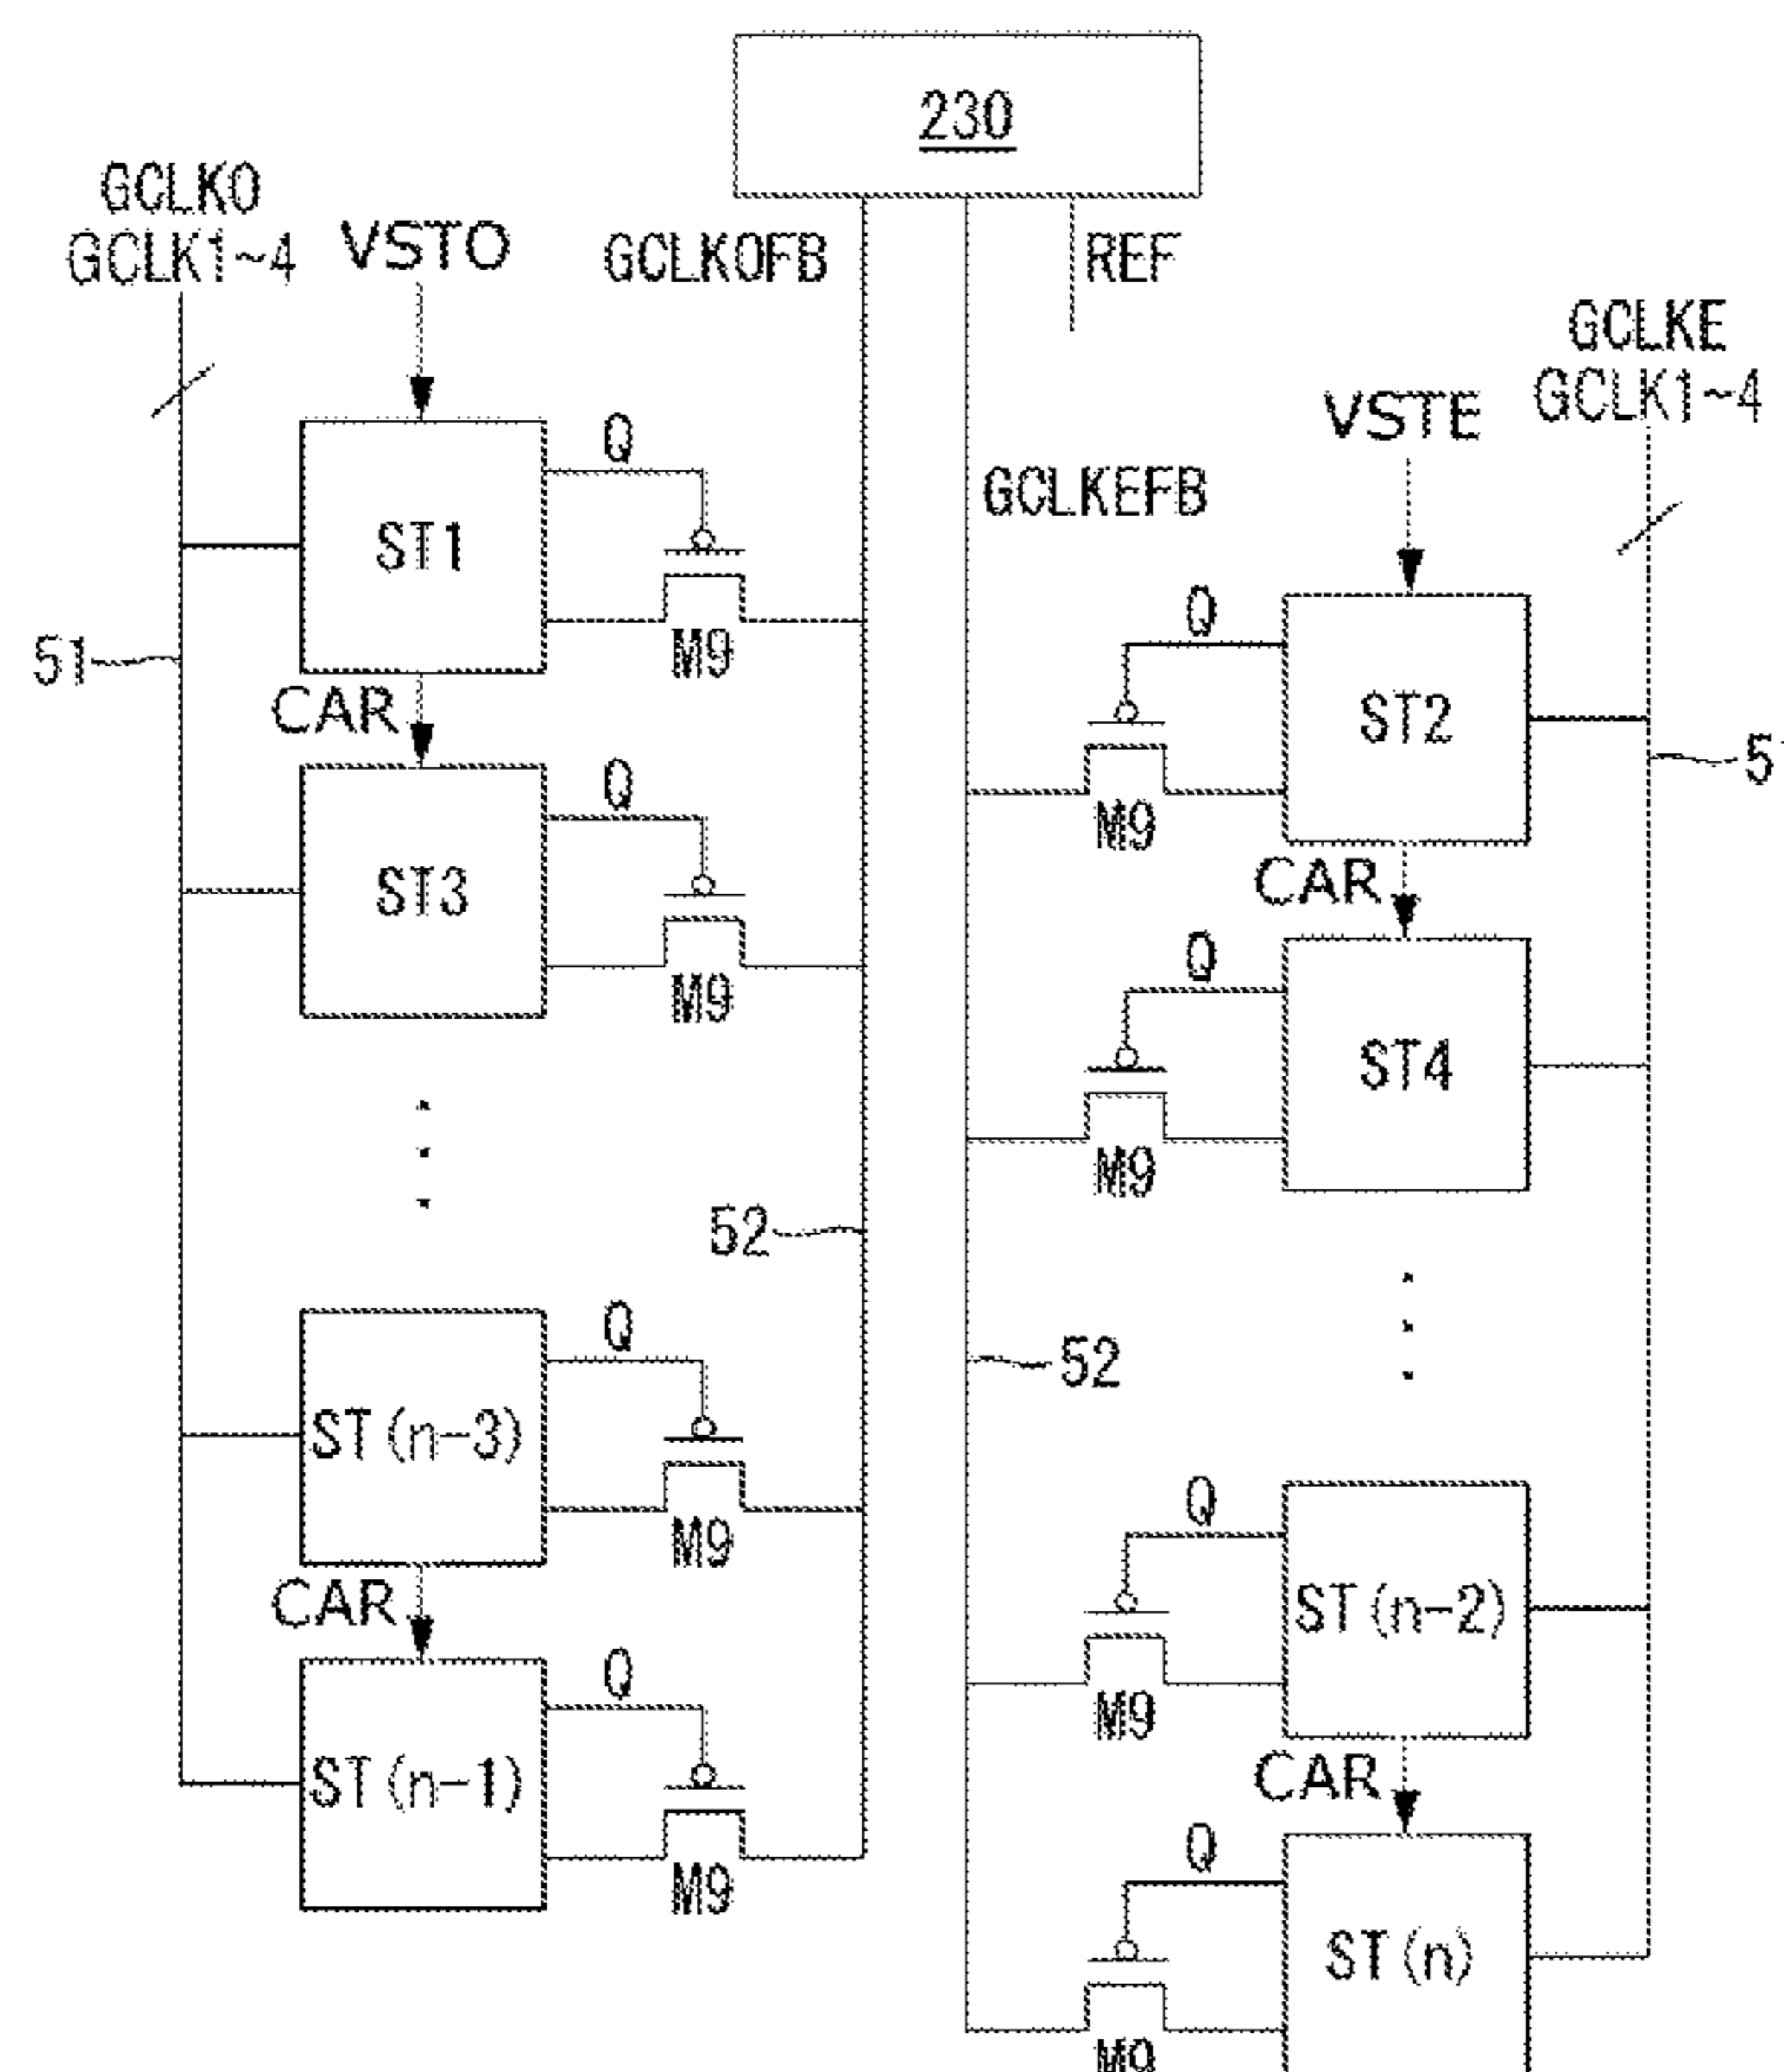 230
GCLKO
GCLK1~4
VSTO
GCLKOFB
REF
GCLKE
GCLK1~4
VSTE
GCLKEFB
Q
ST1
M9
51
CAR
Q
ST2
M9
Q
ST3
M9
CAR
Q
ST4
M9
52
52
Q
ST(n-3)
M9
CAR
Q
ST(n-2)
M9
Q
ST(n-1)
M9
CAR
Q
ST(n)
M9